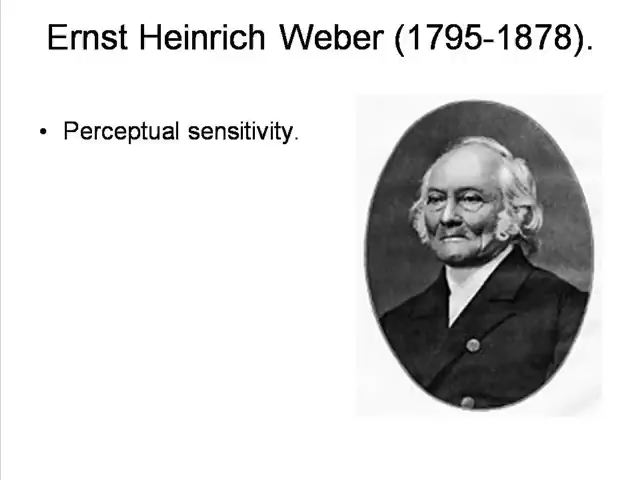 Ernst Heinrich Weber (1795-1878).
• Perceptual sensitivity.